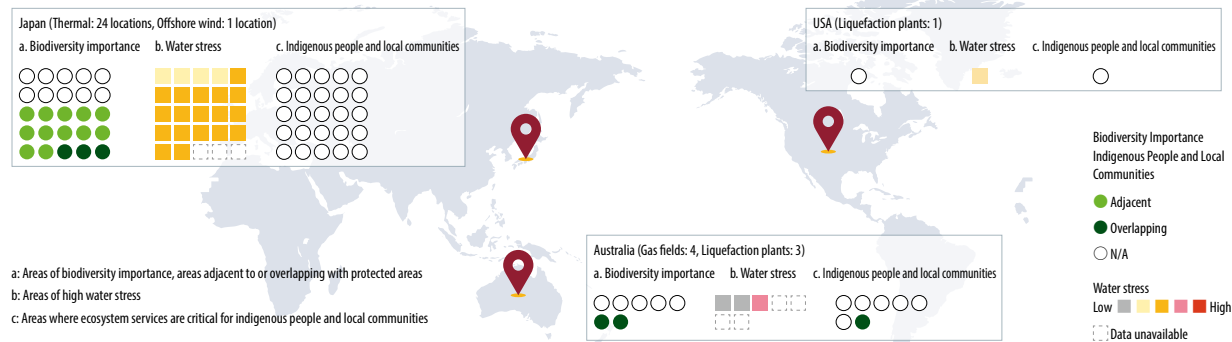 Japan (Thermal: 24 locations, Offshore wind: 1 location)
a. Biodiversity importance
b. Water stress
c. Indigenous people and local communities
USA (Liquefaction plants: 1)
a. Biodiversity importance
b. Water stress
c. Indigenous people and local communities
Australia (Gas fields: 4, Liquefaction plants: 3)
a. Biodiversity importance
b. Water stress
c. Indigenous people and local communities
a: Areas of biodiversity importance, areas adjacent to or overlapping with protected areas
b: Areas of high water stress
c: Areas where ecosystem services are critical for indigenous people and local communities
Biodiversity Importance
Indigenous People and Local
Communities
Adjacent
Overlapping
N/A
Water stress
Low High
Data unavailable